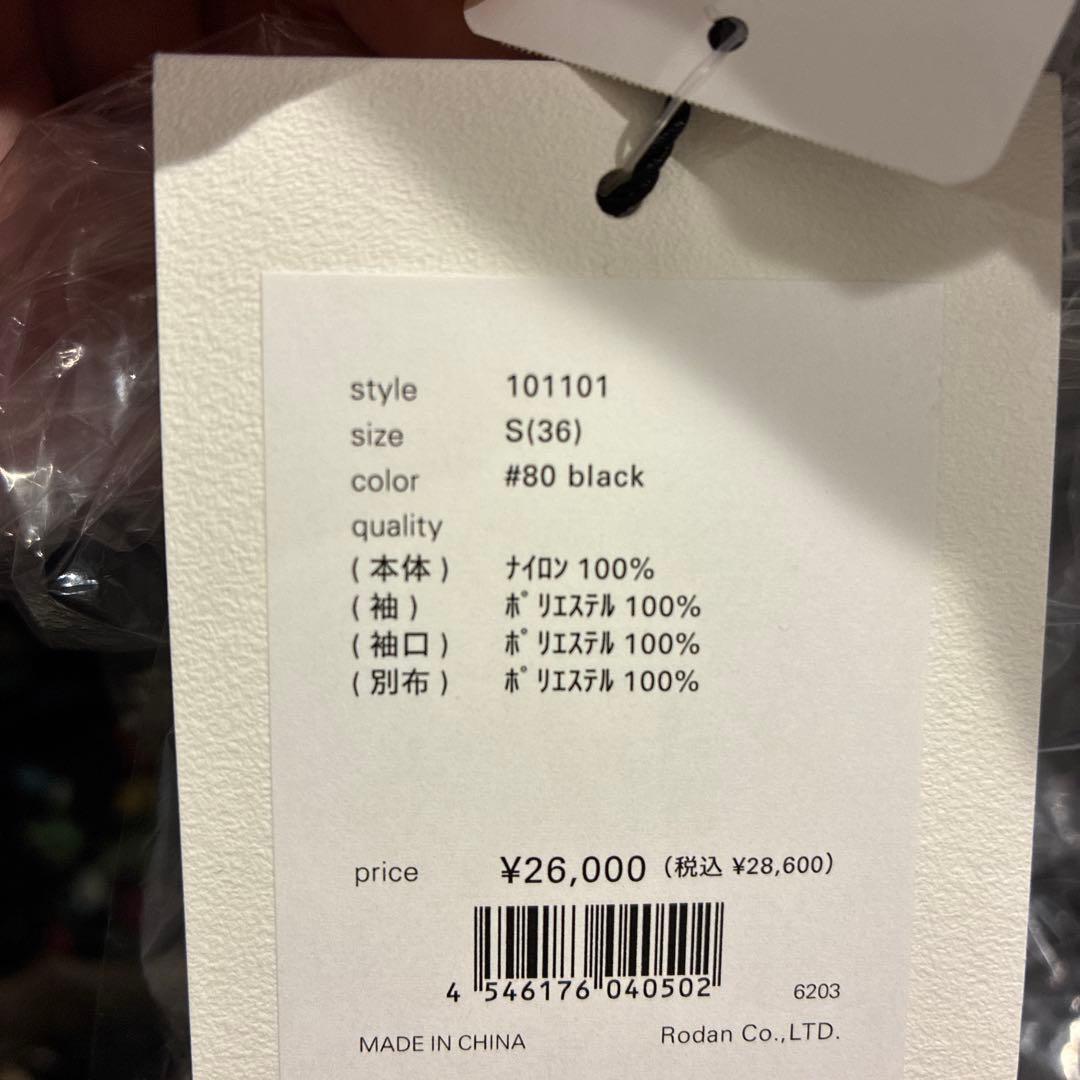 style 101101
size S(36)
color #80 black
quality
(本体) ナイロン 100%
(袖) ポリエステル 100%
(袖口) ポリエステル 100%
(別布) ポリエステル 100%
price ¥26,000 (税込 ¥28,600)
4 546176 040502
6203
MADE IN CHINA Rodan Co.,LTD.